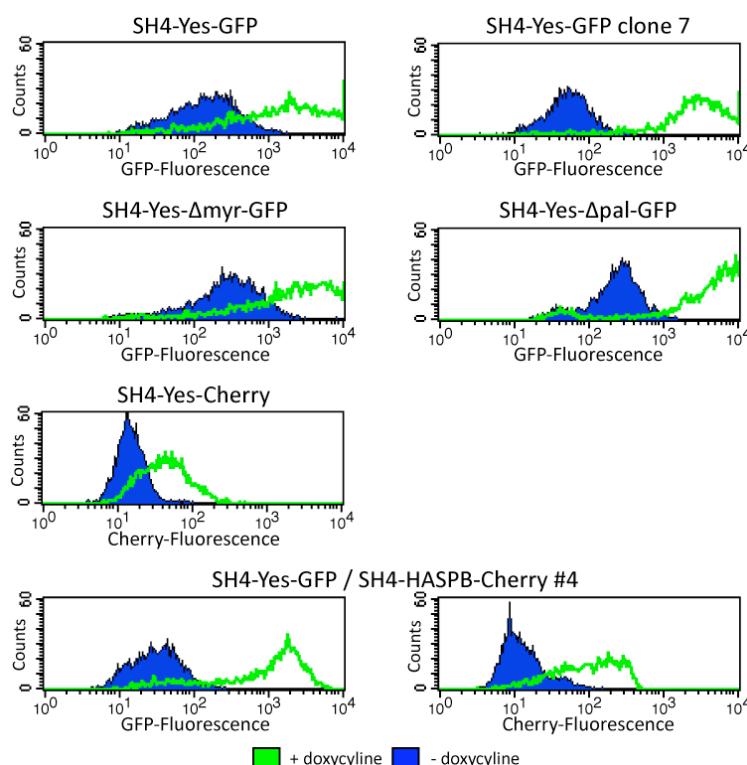 SH4-Yes-GFP
60
Counts
0
10^0 10^1 10^2 10^3 10^4
GFP-Fluorescence
SH4-Yes-GFP clone 7
60
Counts
0
10^0 10^1 10^2 10^3 10^4
GFP-Fluorescence
SH4-Yes-Δmyr-GFP
60
Counts
0
10^0 10^1 10^2 10^3 10^4
GFP-Fluorescence
SH4-Yes-Δpal-GFP
60
Counts
0
10^0 10^1 10^2 10^3 10^4
GFP-Fluorescence
SH4-Yes-Cherry
60
Counts
0
10^0 10^1 10^2 10^3 10^4
Cherry-Fluorescence
SH4-Yes-GFP / SH4-HASPB-Cherry #4
60
Counts
0
10^0 10^1 10^2 10^3 10^4
GFP-Fluorescence
60
Counts
0
10^0 10^1 10^2 10^3 10^4
Cherry-Fluorescence
+ doxycyline - doxycyline